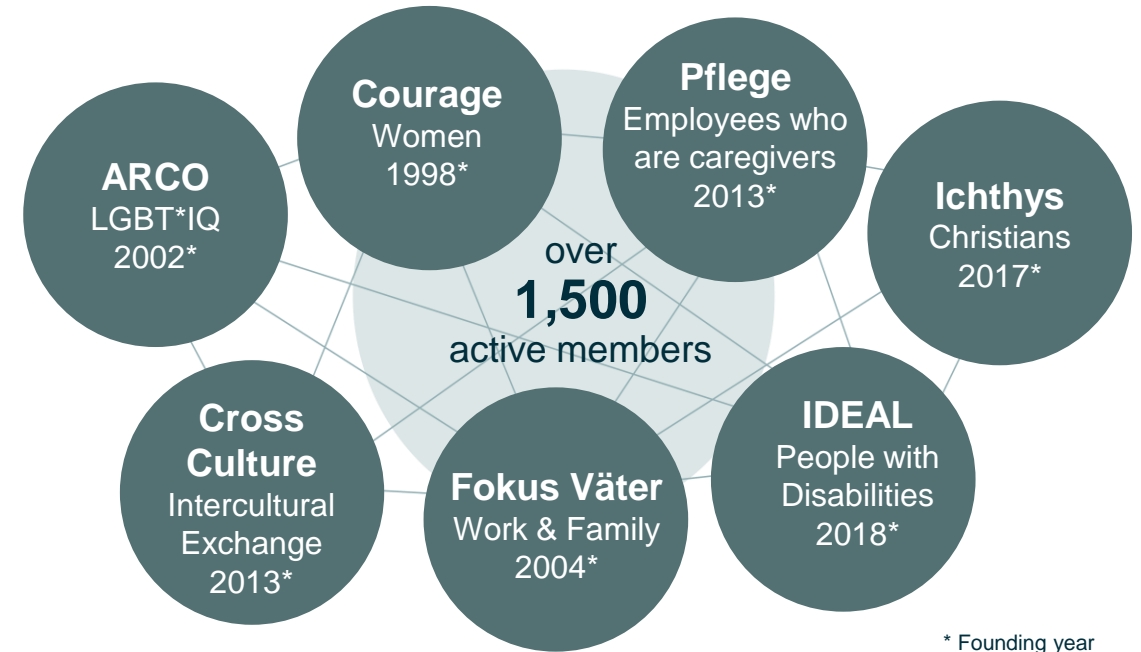 Courage
Women
1998*
Pflege
Employees who
are caregivers
2013*
ARCO
LGBT*IQ
2002*
Ichthys
Christians
2017*
over
1,500
active members
Cross
Culture
Intercultural
Exchange
2013*
Fokus Väter
Work & Family
2004*
IDEAL
People with
Disabilities
2018*
* Founding year